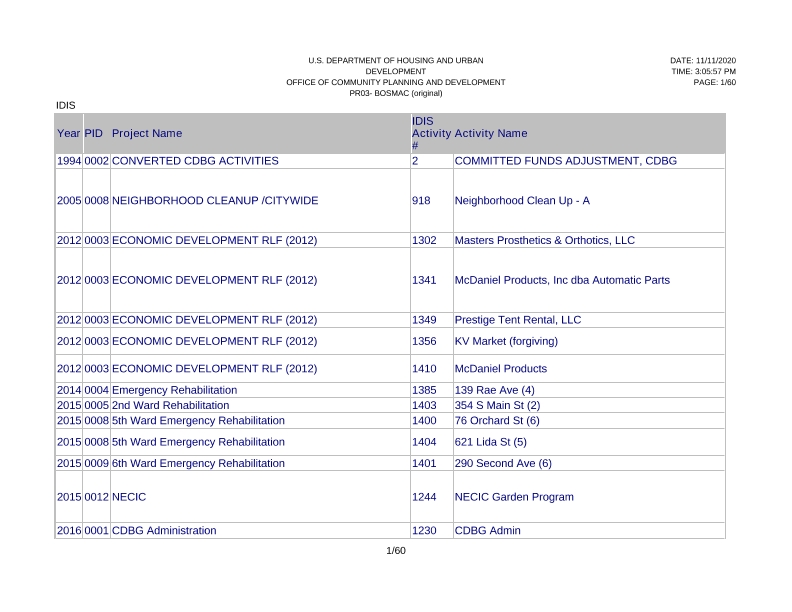 U.S. DEPARTMENT OF HOUSING AND URBAN
DEVELOPMENT
OFFICE OF COMMUNITY PLANNING AND DEVELOPMENT
PR03- BOSMAC (original)
DATE: 11/11/2020
TIME: 3:05:57 PM
PAGE: 1/60
IDIS
Year PID Project Name IDIS Activity # Activity Name
1994 0002 CONVERTED CDBG ACTIVITIES 2 COMMITTED FUNDS ADJUSTMENT, CDBG
2005 0008 NEIGHBORHOOD CLEANUP /CITYWIDE 918 Neighborhood Clean Up - A
2012 0003 ECONOMIC DEVELOPMENT RLF (2012) 1302 Masters Prosthetics & Orthotics, LLC
2012 0003 ECONOMIC DEVELOPMENT RLF (2012) 1341 McDaniel Products, Inc dba Automatic Parts
2012 0003 ECONOMIC DEVELOPMENT RLF (2012) 1349 Prestige Tent Rental, LLC
2012 0003 ECONOMIC DEVELOPMENT RLF (2012) 1356 KV Market (forgiving)
2012 0003 ECONOMIC DEVELOPMENT RLF (2012) 1410 McDaniel Products
2014 0004 Emergency Rehabilitation 1385 139 Rae Ave (4)
2015 0005 2nd Ward Rehabilitation 1403 354 S Main St (2)
2015 0008 5th Ward Emergency Rehabilitation 1400 76 Orchard St (6)
2015 0008 5th Ward Emergency Rehabilitation 1404 621 Lida St (5)
2015 0009 6th Ward Emergency Rehabilitation 1401 290 Second Ave (6)
2015 0012 NECIC 1244 NECIC Garden Program
2016 0001 CDBG Administration 1230 CDBG Admin
1/60